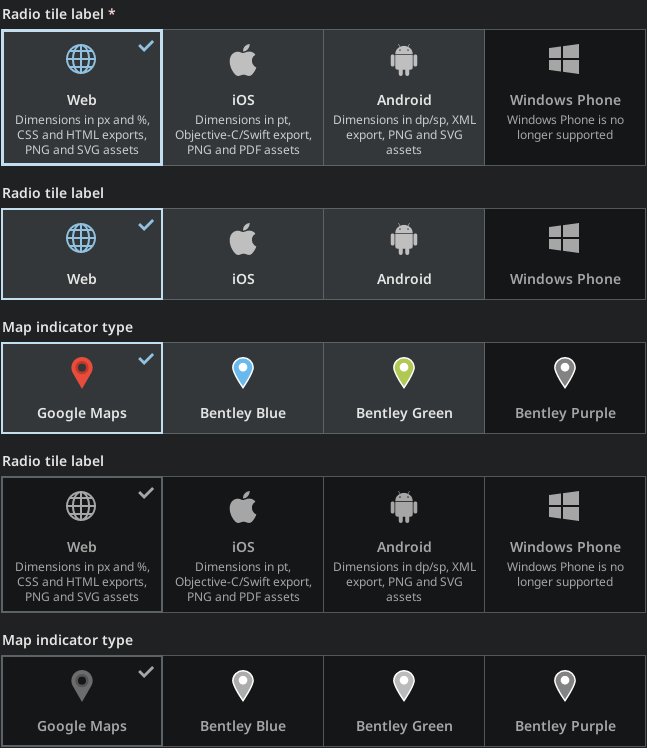 Radio tile label *
Web
Dimensions in px and %,
CSS and HTML exports,
PNG and SVG assets
iOS
Dimensions in pt,
Objective-C/Swift export,
PNG and PDF assets
Android
Dimensions in dp/sp, XML
export, PNG and SVG
assets
Windows Phone
Windows Phone is no
longer supported
Radio tile label
Web
iOS
Android
Windows Phone
Map indicator type
Google Maps
Bentley Blue
Bentley Green
Bentley Purple
Radio tile label
Web
Dimensions in px and %,
CSS and HTML exports,
PNG and SVG assets
iOS
Dimensions in pt,
Objective-C/Swift export,
PNG and PDF assets
Android
Dimensions in dp/sp, XML
export, PNG and SVG
assets
Windows Phone
Windows Phone is no
longer supported
Map indicator type
Google Maps
Bentley Blue
Bentley Green
Bentley Purple